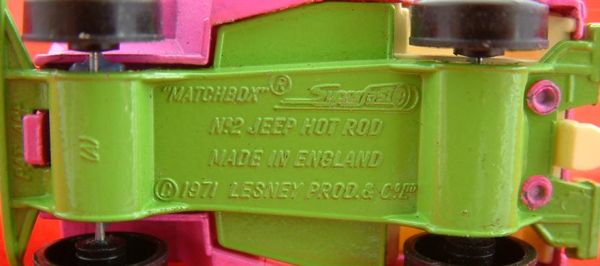 "MATCHBOX"® Superfast
No2 JEEP HOT ROD
MADE IN ENGLAND
© 1971 LESNEY PROD. & Co. LTD